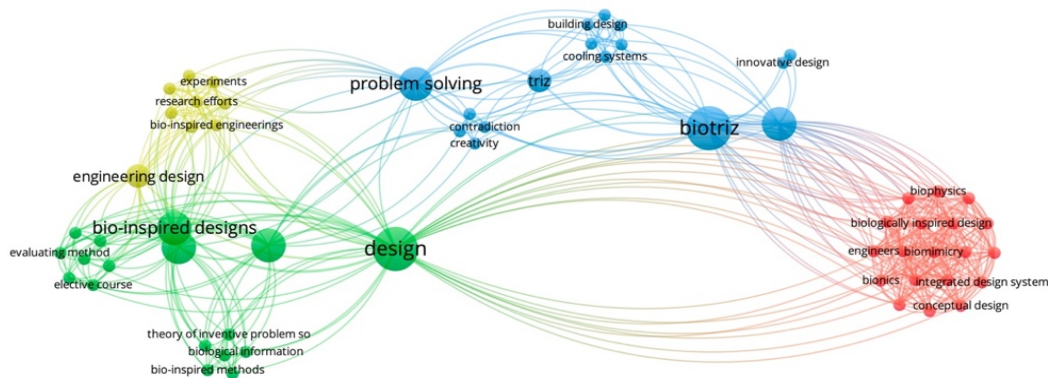 building design
cooling systems
innovative design
experiments
problem solving
triz
research efforts
bio-inspired engineerings
contradiction
creativity
biotriz
engineering design
biophysics
bio-inspired designs
biologically inspired design
evaluating method
design
engineers
biomimicry
elective course
bionics
integrated design system
conceptual design
theory of inventive problem so
biological information
bio-inspired methods